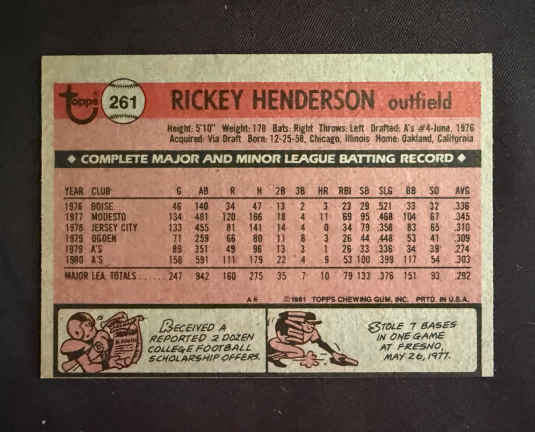 Topps
261
RICKEY HENDERSON outfield
Height: 5'10" Weight: 170 Bats: Right Throws: Left Drafted: A's #4-June, 1976
Acquired: Via Draft Born: 12-25-58, Chicago, Illinois Home: Oakland, California
◆ COMPLETE MAJOR AND MINOR LEAGUE BATTING RECORD ◆
YEAR CLUB G AB R H 2B 3B HR RBI SB SLG BB SO AVG
1976 BOISE 46 140 34 47 13 2 3 23 29 .521 33 32 .336
1977 MODESTO 134 481 120 166 18 4 11 69 95 .468 104 67 .345
1978 JERSEY CITY 133 455 81 141 14 4 0 34 79 .358 83 65 .310
1979 OGDEN 71 259 66 80 11 8 3 26 44 .448 53 41 .309
1979 A'S 89 351 49 96 13 3 1 26 33 .336 34 39 .274
1980 A'S 158 591 111 179 22 4 9 53 100 .399 117 54 .303
MAJOR LEA. TOTALS...... 247 942 160 275 35 7 10 79 133 .376 151 93 .292
©1981 TOPPS CHEWING GUM, INC. PRTD. IN U.S.A.
RECEIVED A
REPORTED 2 DOZEN
COLLEGE FOOTBALL
SCHOLARSHIP OFFERS.
STOLE 7 BASES
IN ONE GAME
AT FRESNO,
MAY 26, 1977.